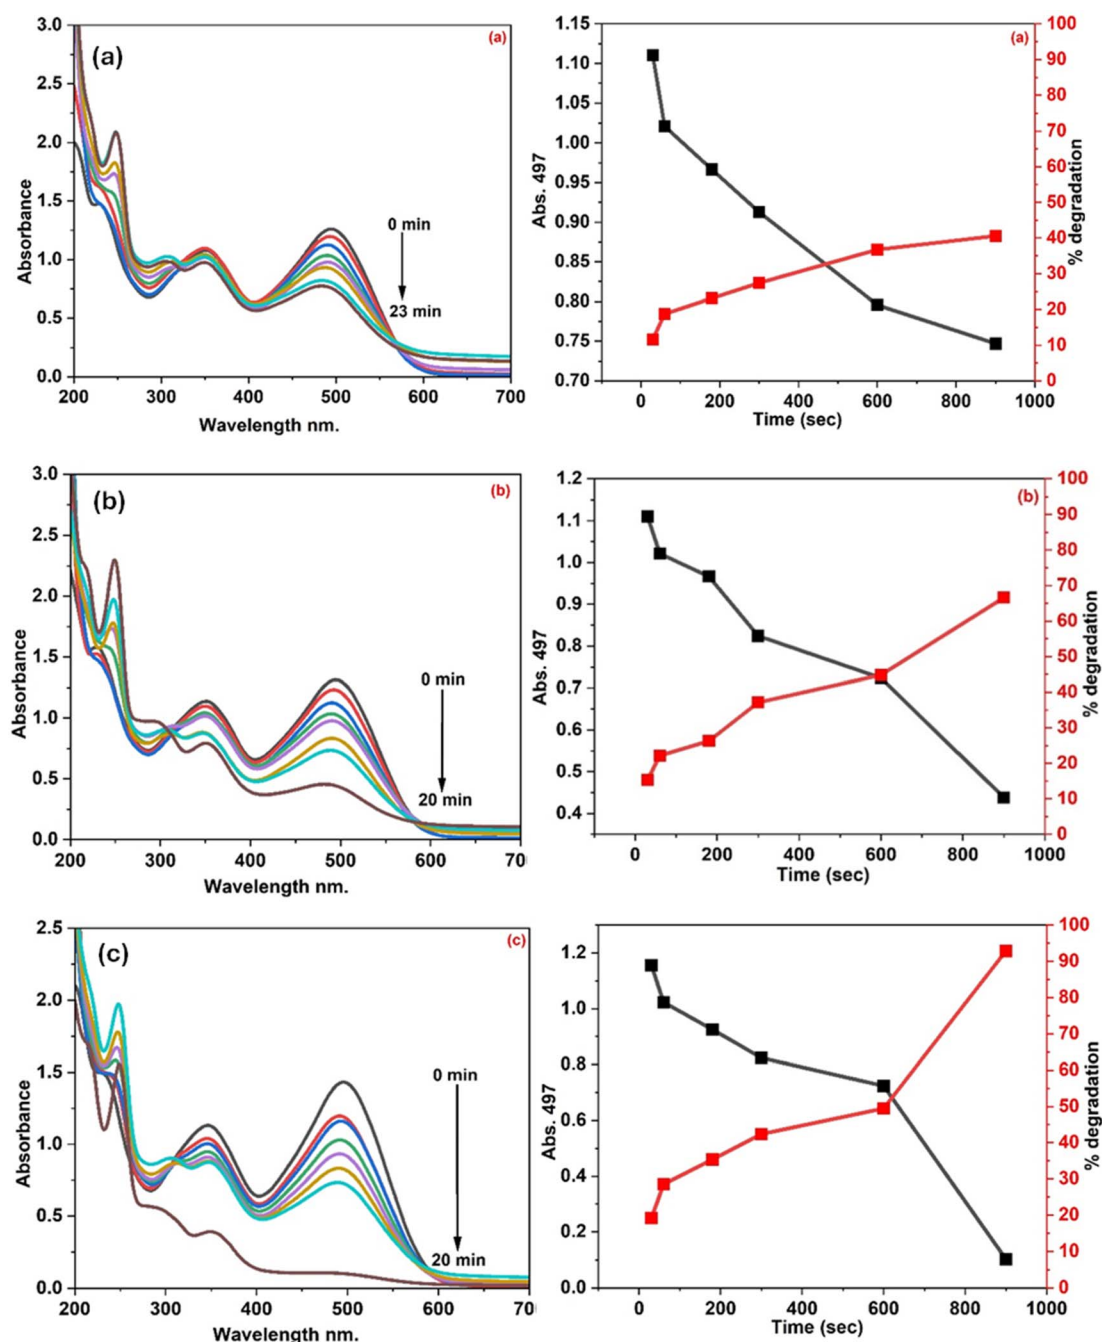 (a)
(a)
3.0
2.5
2.0
1.5
1.0
0.5
0.0
Absorbance
0 min
23 min
200 300 400 500 600 700
Wavelength nm.
(a)
1.15
1.10
1.05
1.00
0.95
0.90
0.85
0.80
0.75
0.70
Abs. 497
100
90
80
70
60
50
40
30
20
10
0
% degradation
0 200 400 600 800 1000
Time (sec)
(b)
(b)
3.0
2.5
2.0
1.5
1.0
0.5
0.0
Absorbance
0 min
20 min
200 300 400 500 600 70
Wavelength nm.
(b)
1.2
1.1
1.0
0.9
0.8
0.7
0.6
0.5
0.4
Abs. 497
100
90
80
70
60
50
40
30
20
10
0
% degradation
0 200 400 600 800 1000
Time (sec)
(c)
(c)
2.5
2.0
1.5
1.0
0.5
0.0
Absorbance
0 min
20 min
200 300 400 500 600 70
Wavelength nm.
(c)
1.2
1.0
0.8
0.6
0.4
0.2
0.0
Abs. 497
100
90
80
70
60
50
40
30
20
10
0
% degradation
0 200 400 600 800 1000
Time (sec)